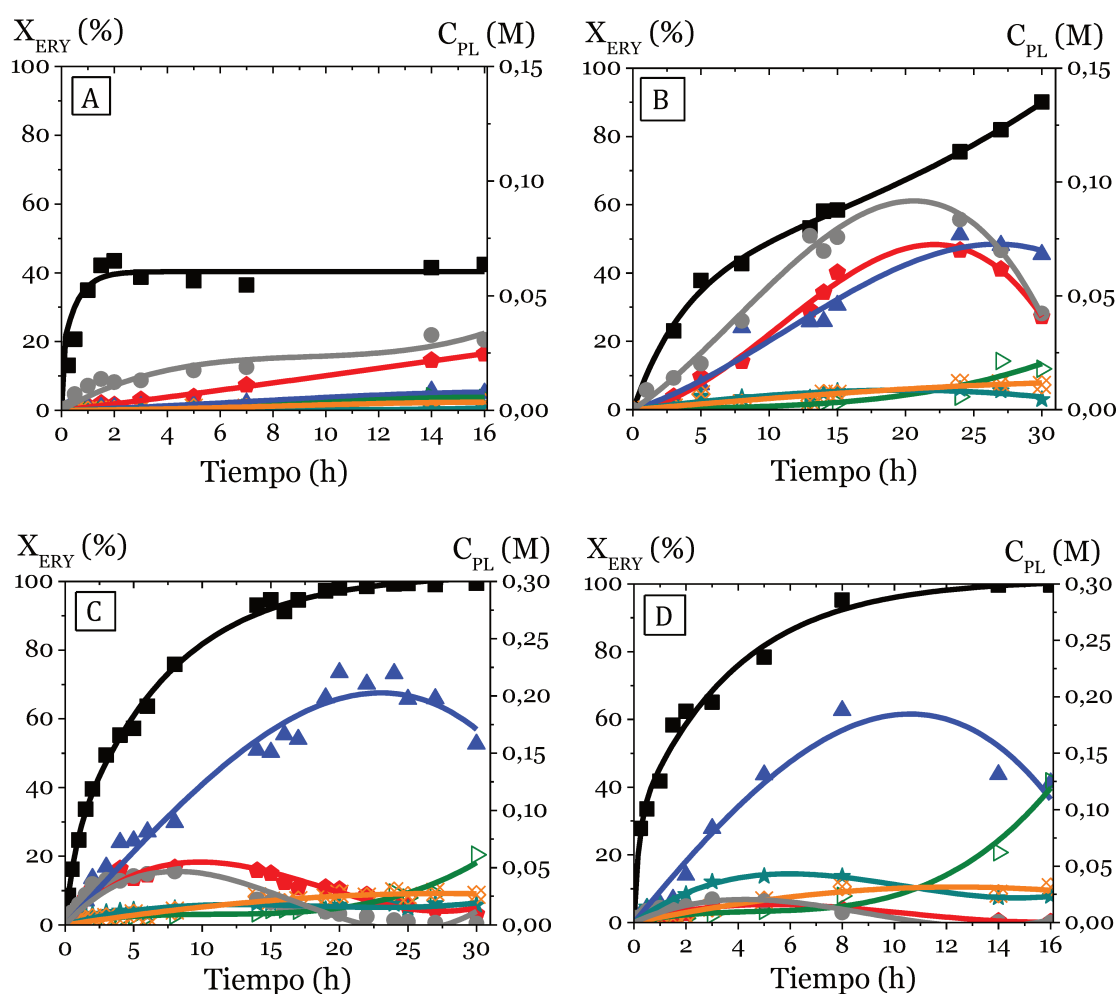 X_ERY (%) C_PL (M)
100 0,15
A
80
0,10
60
40 0,05
20
0 0,00
0 2 4 6 8 10 12 14 16
Tiempo (h)
X_ERY (%) C_PL (M)
100 0,15
B
80
0,10
60
40 0,05
20
0 0,00
0 5 10 15 20 25 30
Tiempo (h)
X_ERY (%) C_PL (M)
100 0,30
C
0,25
80
0,20
60
0,15
40
0,10
20 0,05
0 0,00
0 5 10 15 20 25 30
Tiempo (h)
X_ERY (%) C_PL (M)
100 0,30
D
0,25
80
0,20
60
0,15
40
0,10
20 0,05
0 0,00
0 2 4 6 8 10 12 14 16
Tiempo (h)